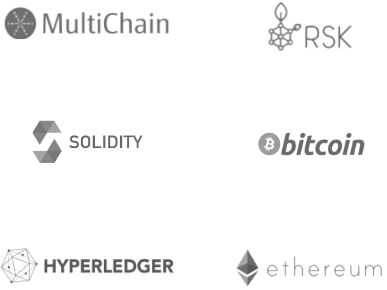 MultiChain
RSK
SOLIDITY
bitcoin
HYPERLEDGER
ethereum